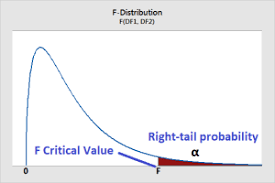 F-Distribution
F(DF1, DF2)
Right-tail probability
α
F Critical Value
0
F